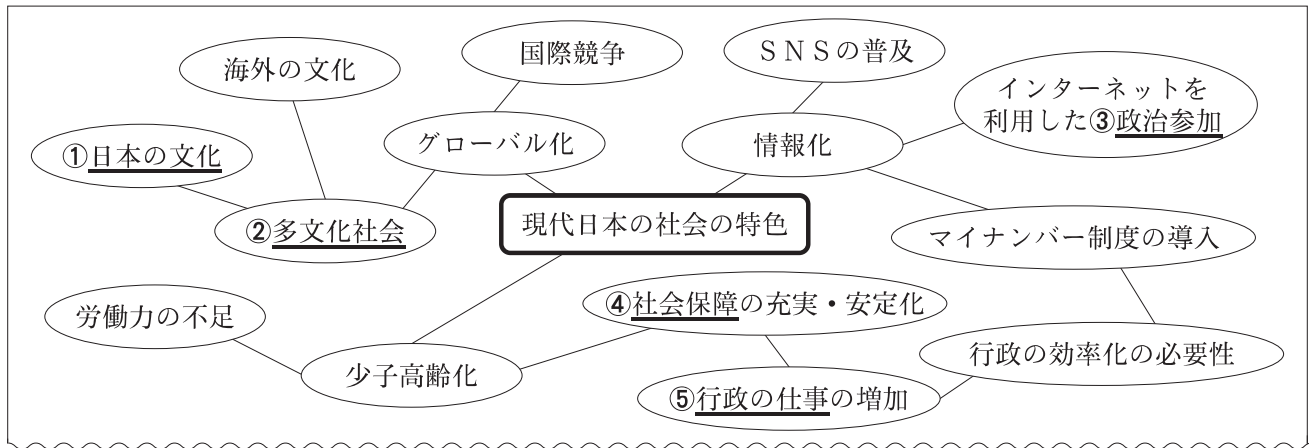 国際競争
ＳＮＳの普及
海外の文化
インターネットを
利用した③政治参加
①日本の文化
グローバル化
情報化
②多文化社会
現代日本の社会の特色
マイナンバー制度の導入
労働力の不足
④社会保障の充実・安定化
行政の効率化の必要性
少子高齢化
⑤行政の仕事の増加